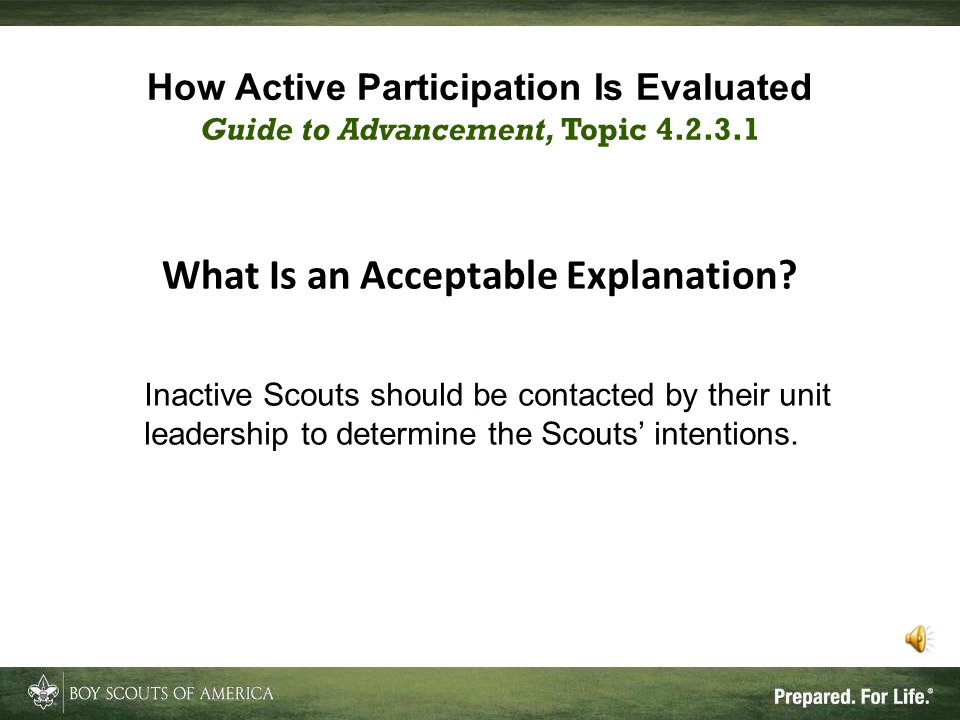 How Active Participation Is Evaluated
Guide to Advancement, Topic 4.2.3.1
What Is an Acceptable Explanation?
Inactive Scouts should be contacted by their unit
leadership to determine the Scouts’ intentions.
BOY SCOUTS OF AMERICA
Prepared. For Life.®